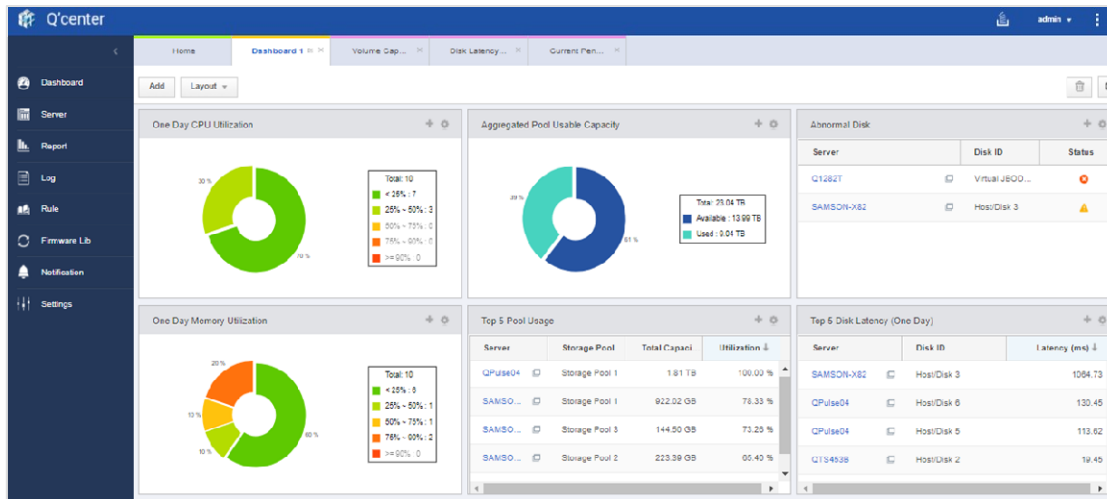 Q'center
admin
Home
Dashboard 1
Volume Cap...
Disk Latency...
Current Pen...
Dashboard
Server
Report
Log
Rule
Firmware Lib
Notification
Settings
Add
Layout
One Day CPU Utilization
30 %
70 %
Total: 10
< 25% : 7
25% ~ 50% : 3
50% ~ 75% : 0
75% ~ 90% : 0
>= 90% : 0
Aggregated Pool Usable Capacity
39 %
61 %
Total: 23.04 TB
Available : 13.99 TB
Used : 9.04 TB
Abnormal Disk
Server Disk ID Status
Q1282T Virtual JBOD...
SAMSON-X82 Host/Disk 3
One Day Memory Utilization
20 %
10 %
10 %
60 %
Total: 10
< 25% : 6
25% ~ 50% : 1
50% ~ 75% : 1
75% ~ 90% : 2
>= 90% : 0
Top 5 Pool Usage
Server Storage Pool Total Capaci Utilization
QPulse04 Storage Pool 1 1.81 TB 100.00 %
SAMSO... Storage Pool 1 922.02 GB 78.33 %
SAMSO... Storage Pool 3 144.50 GB 73.25 %
SAMSO... Storage Pool 2 223.39 GB
Top 5 Disk Latency (One Day)
Server Disk ID Latency (ms)
SAMSON-X82 Host/Disk 3 1064.73
QPulse04 Host/Disk 6 130.45
QPulse04 Host/Disk 5 113.62
QTS4538 Host/Disk 2 19.45